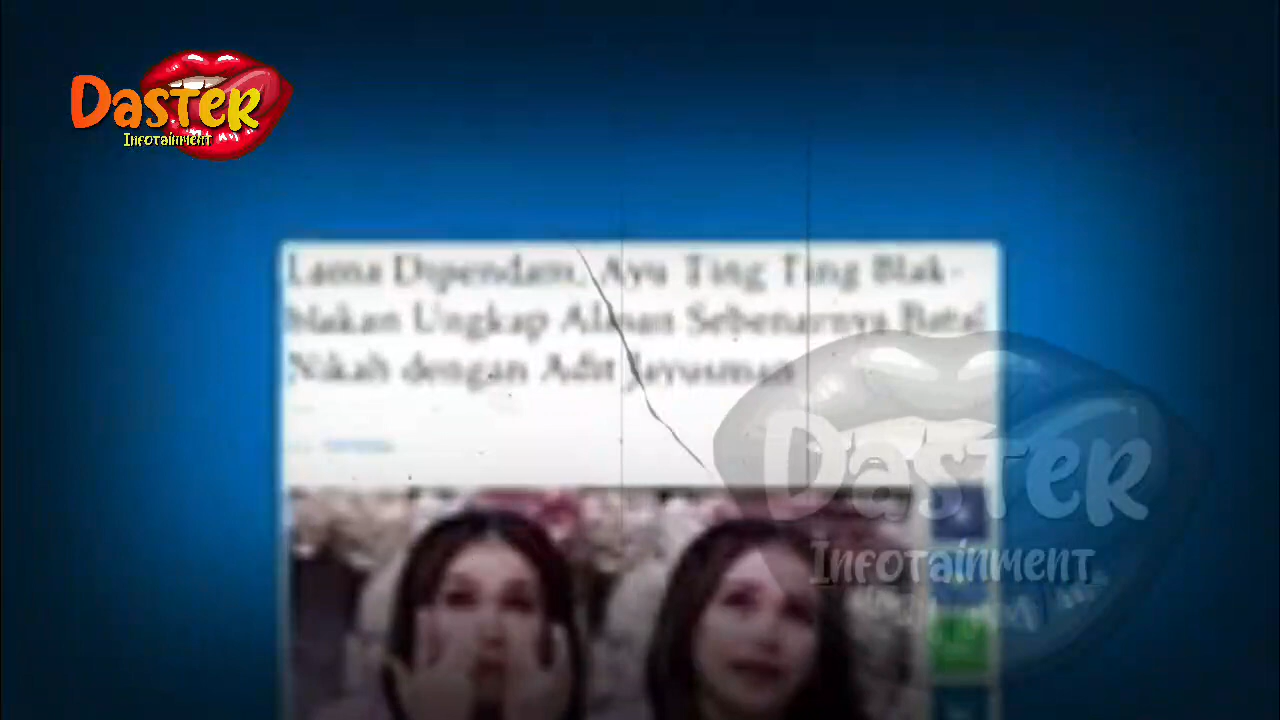 DASTER
INFOTAINMENT
Lama Dipendam, Ayu Ting Ting Blak-
blakan Ungkap Alasan Sebenarnya Batal
Nikah dengan Adit Jayusman
DASTER
INFOTAINMENT